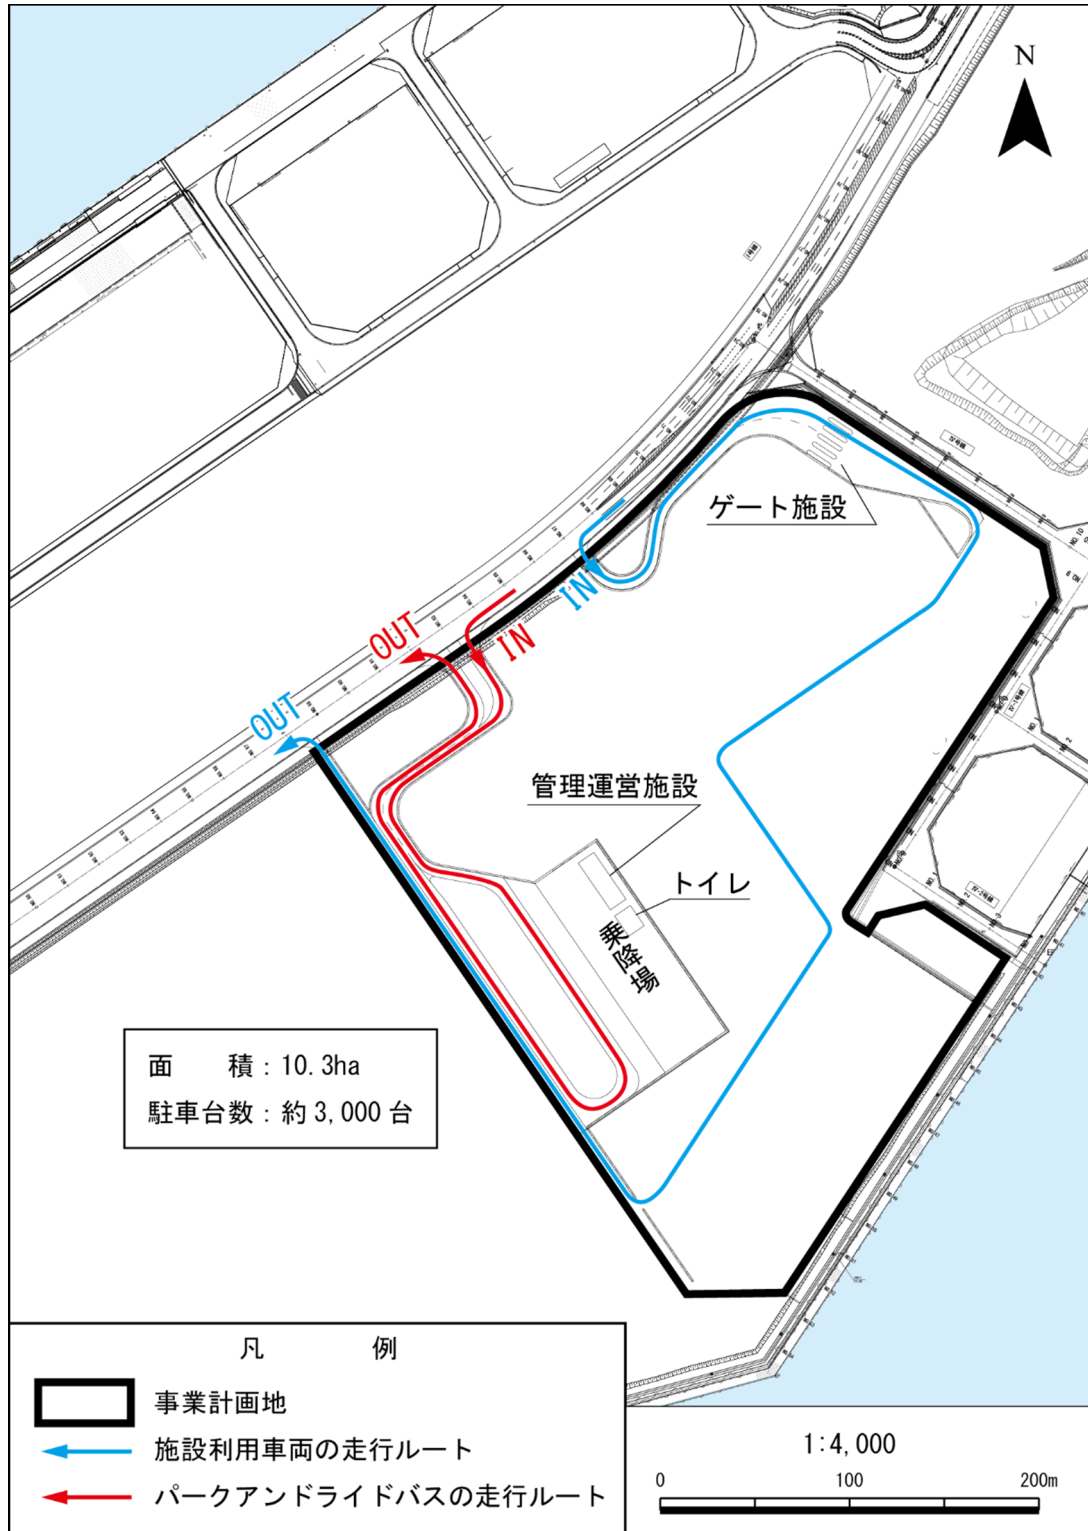 N
ゲート施設
IN
IN
OUT
OUT
管理運営施設
トイレ
乗降場
面　　積：10.3ha
駐車台数：約3,000台
凡　　例
事業計画地
施設利用車両の走行ルート
パークアンドライドバスの走行ルート
1:4,000
0 100 200m